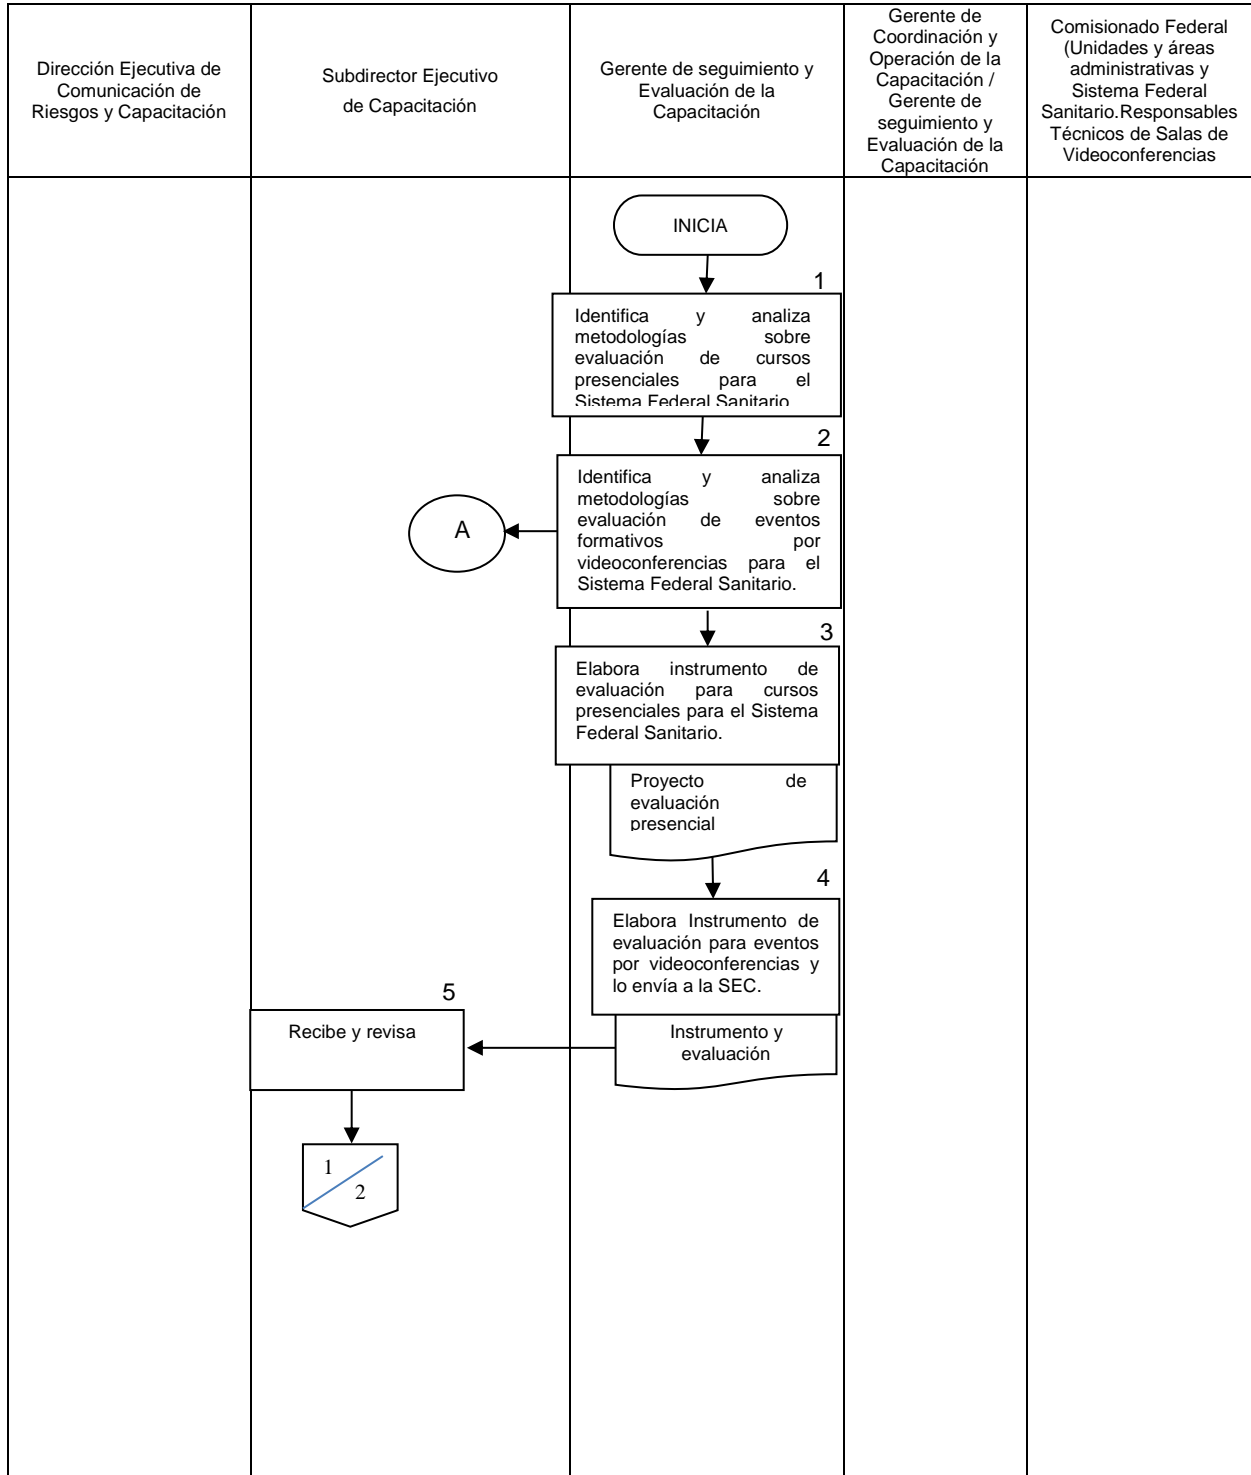 Dirección Ejecutiva de
Comunicación de
Riesgos y Capacitación
Subdirector Ejecutivo
de Capacitación
Gerente de seguimiento y
Evaluación de la
Capacitación
Gerente de
Coordinación y
Operación de la
Capacitación /
Gerente de
seguimiento y
Evaluación de la
Capacitación
Comisionado Federal
(Unidades y áreas
administrativas y
Sistema Federal
Sanitario.Responsables
Técnicos de Salas de
Videoconferencias
INICIA
1
Identifica y analiza
metodologías sobre
evaluación de cursos
presenciales para el
Sistema Federal Sanitario
2
Identifica y analiza
metodologías sobre
evaluación de eventos
formativos por
videoconferencias para el
Sistema Federal Sanitario.
A
3
Elabora instrumento de
evaluación para cursos
presenciales para el Sistema
Federal Sanitario.
Proyecto de
evaluación
presencial
4
Elabora Instrumento de
evaluación para eventos
por videoconferencias y
lo envía a la SEC.
Instrumento y
evaluación
5
Recibe y revisa
1
2